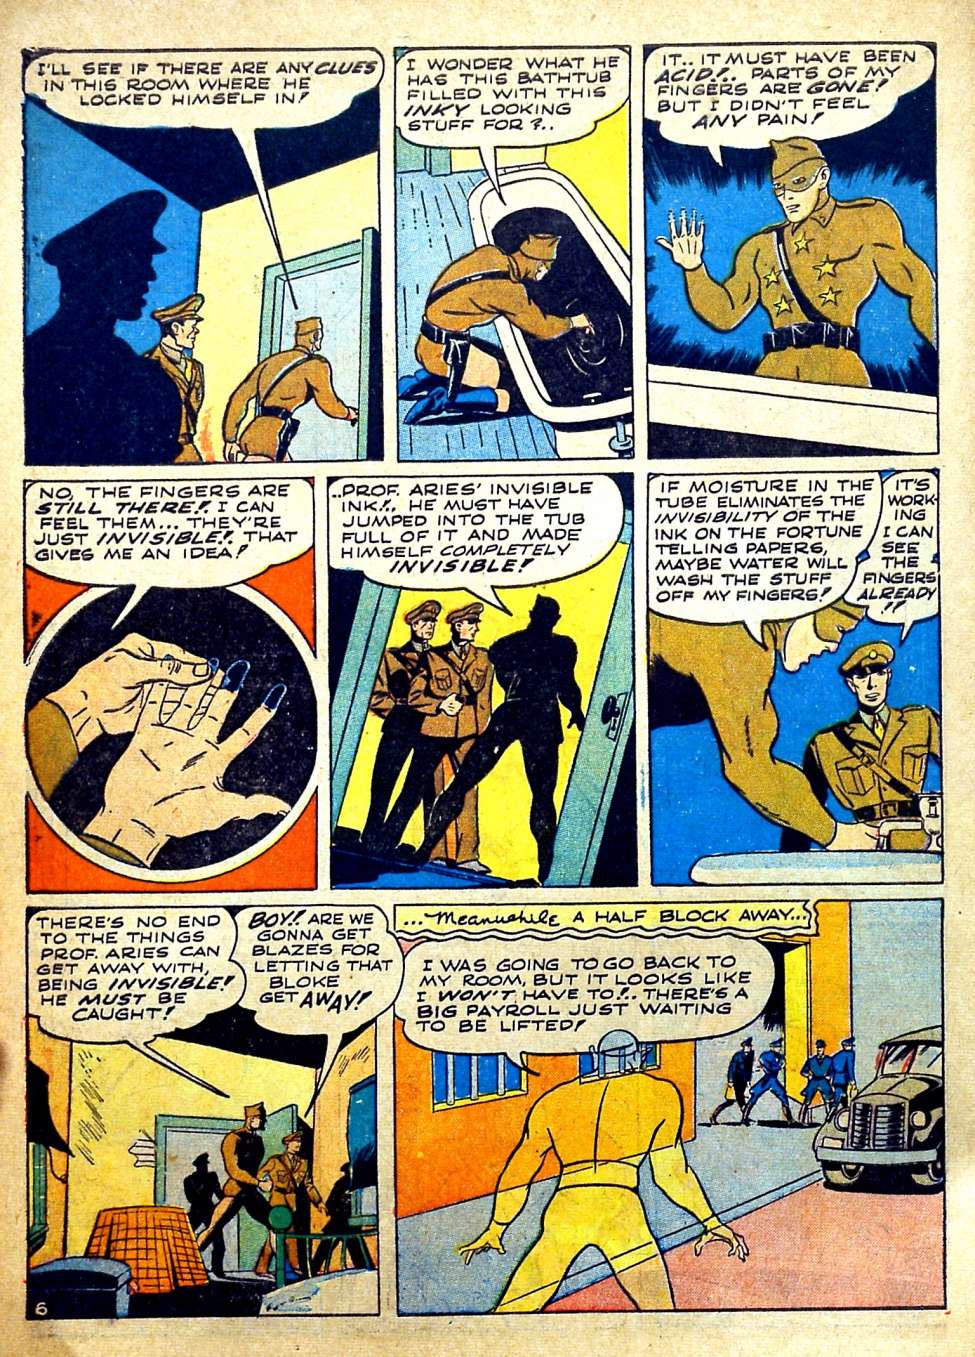 I'LL SEE IF THERE ARE ANY CLUES
IN THIS ROOM WHERE HE
LOCKED HIMSELF IN!
I WONDER WHAT HE
HAS THIS BATHTUB
FILLED WITH THIS
INKY LOOKING
STUFF FOR?..
IT.. IT MUST HAVE BEEN
ACID!.. PARTS OF MY
FINGERS ARE GONE!
BUT I DIDN'T FEEL
ANY PAIN!
NO, THE FINGERS ARE
STILL THERE!. I CAN
FEEL THEM... THEY'RE
JUST INVISIBLE!. THAT
GIVES ME AN IDEA!
..PROF. ARIES' INVISIBLE
INK!.. HE MUST HAVE
JUMPED INTO THE TUB
FULL OF IT AND MADE
HIMSELF COMPLETELY
INVISIBLE!
IF MOISTURE IN THE
TUBE ELIMINATES THE
INVISIBILITY OF THE
INK ON THE FORTUNE
TELLING PAPERS,
MAYBE WATER WILL
WASH THE STUFF
OFF MY FINGERS!
IT'S
WORK-
ING
I CAN
SEE
THE
FINGERS
ALREADY
!!
THERE'S NO END
TO THE THINGS
PROF. ARIES CAN
GET AWAY WITH,
BEING INVISIBLE!
HE MUST BE
CAUGHT!
BOY! ARE WE
GONNA GET
BLAZES FOR
LETTING THAT
BLOKE
GET AWAY!
...Meanwhile A HALF BLOCK AWAY...
I WAS GOING TO GO BACK TO
MY ROOM, BUT IT LOOKS LIKE
I WON'T HAVE TO!.. THERE'S A
BIG PAYROLL JUST WAITING
TO BE LIFTED!
6